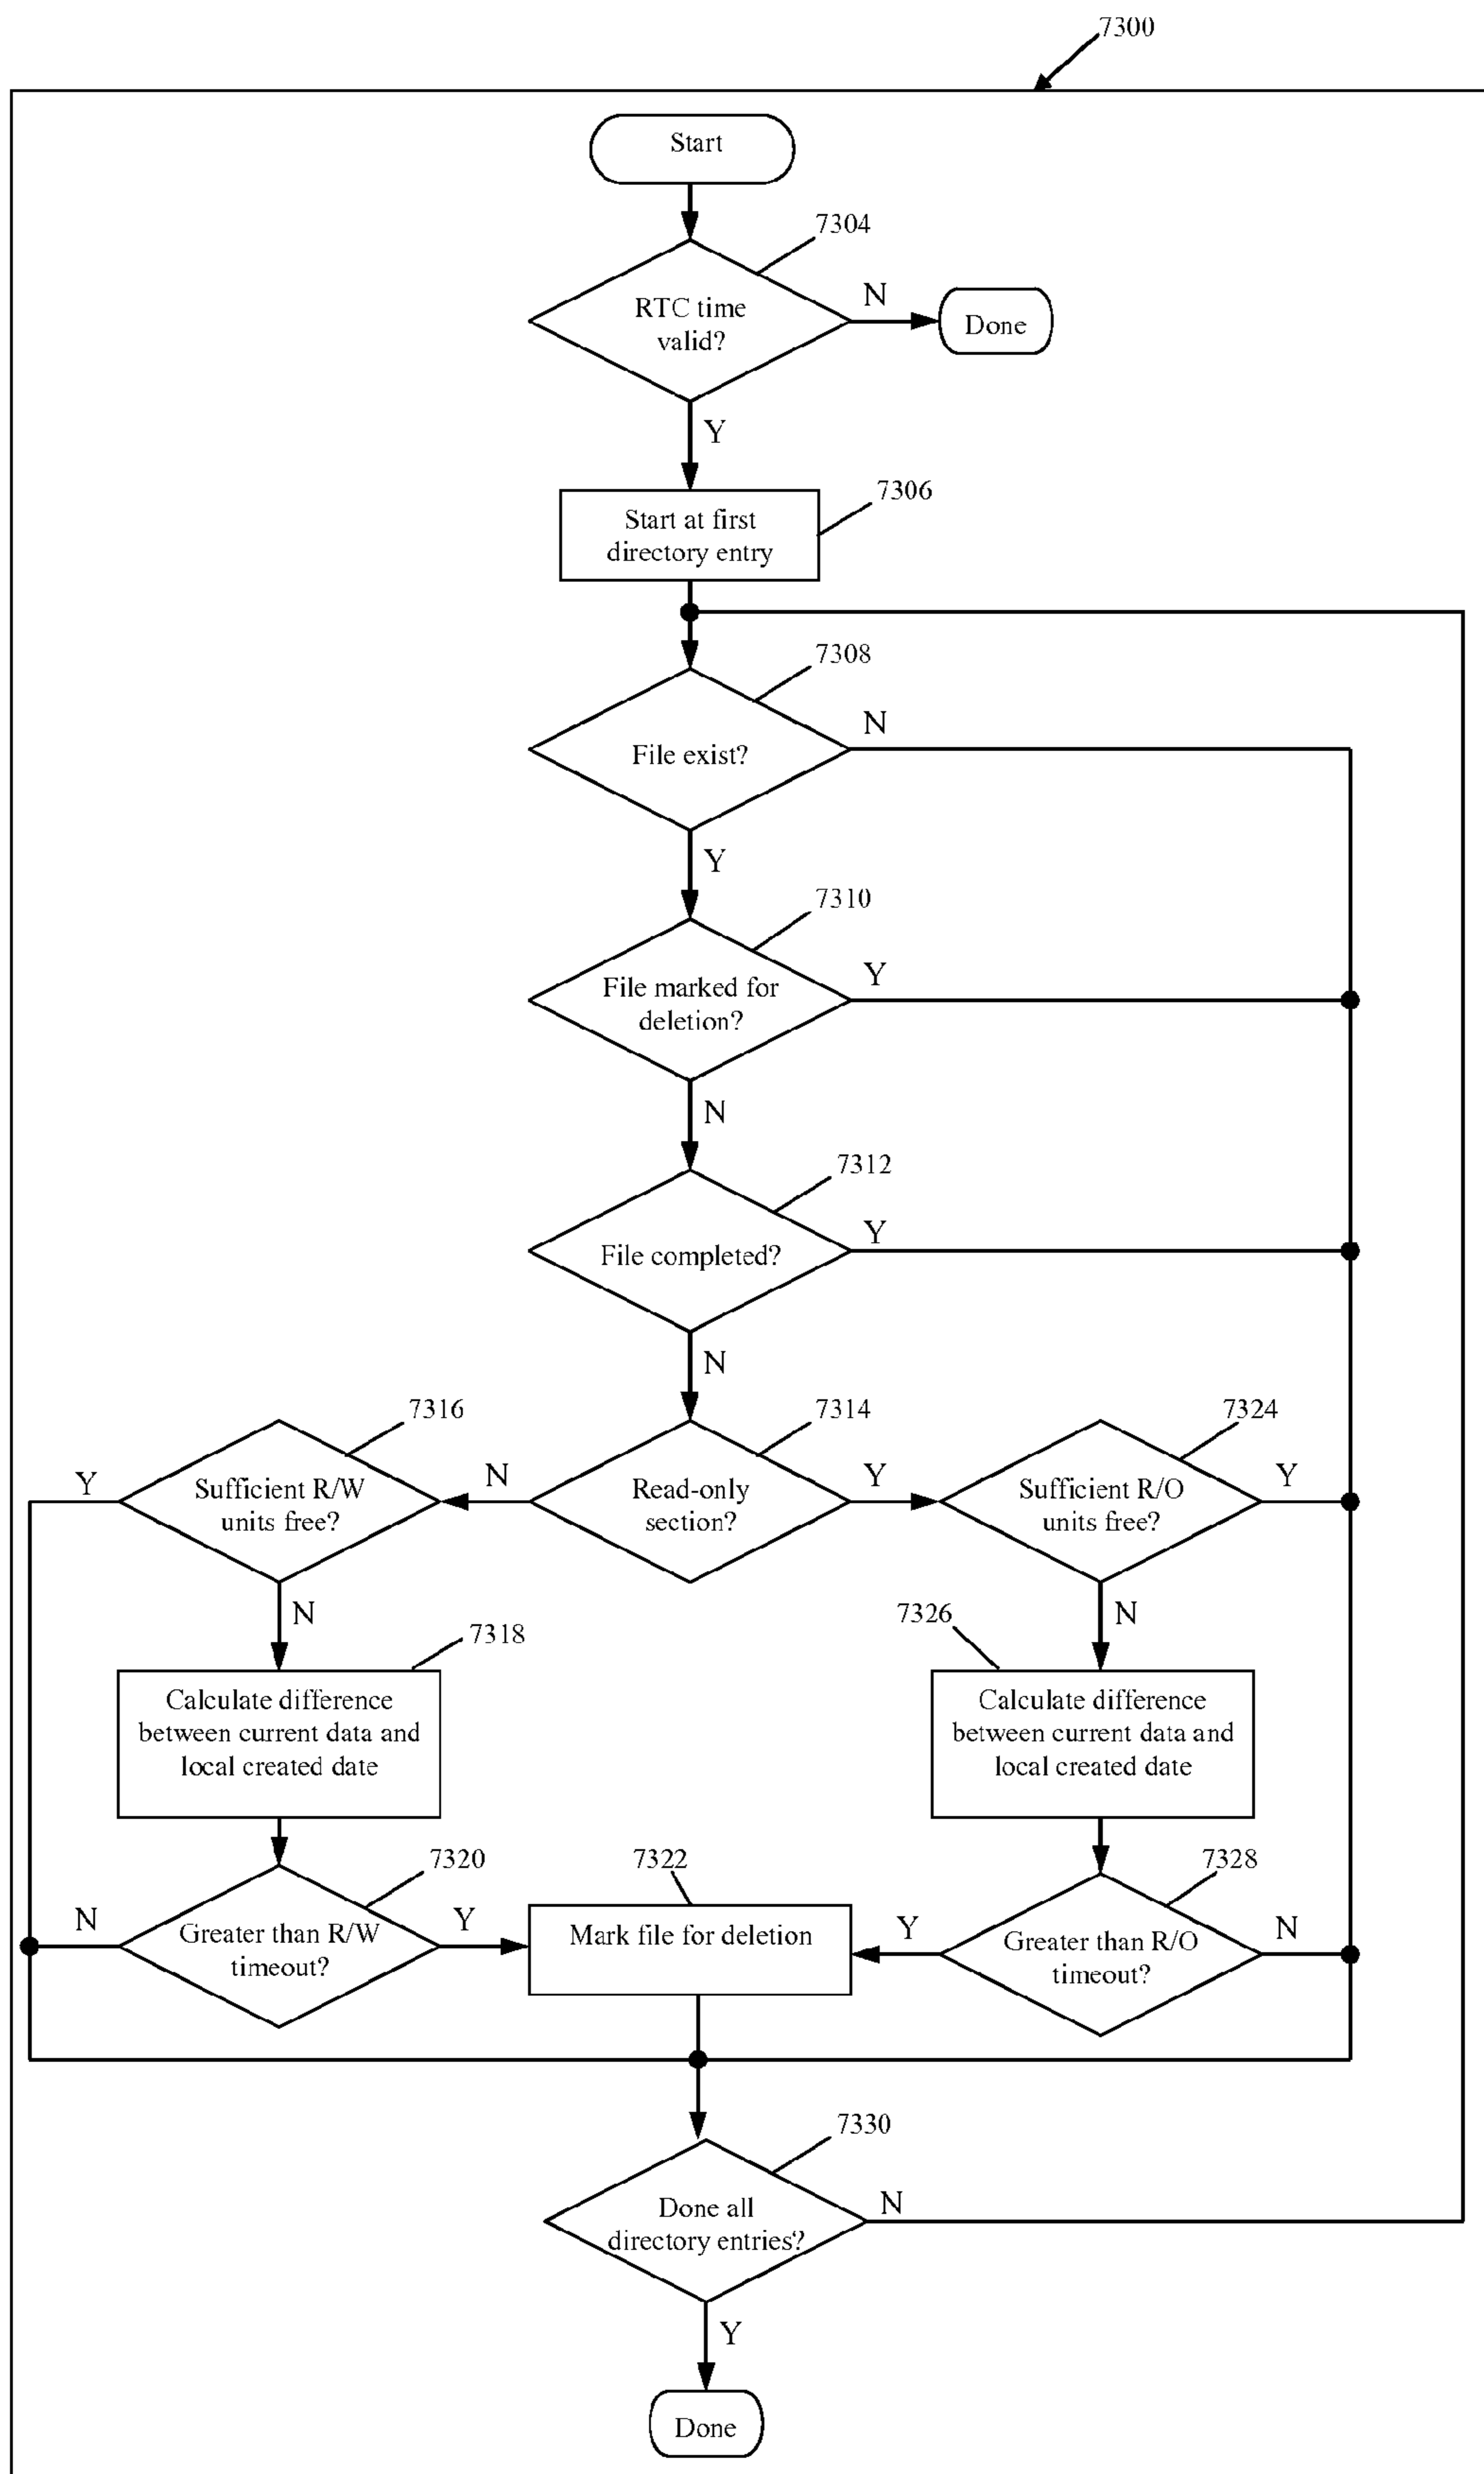 7300
Start
7304
RTC time
valid?
N
Done
Y
7306
Start at first
directory entry
7308
File exist?
N
Y
7310
File marked for
deletion?
Y
N
7312
File completed?
Y
N
7316
Sufficient R/W
units free?
Y
N
7314
Read-only
section?
N
Y
7324
Sufficient R/O
units free?
Y
N
7318
Calculate difference
between current data and
local created date
7326
Calculate difference
between current data and
local created date
7320
Greater than R/W
timeout?
N
Y
7322
Mark file for deletion
7328
Greater than R/O
timeout?
Y
N
7330
Done all
directory entries?
N
Y
Done